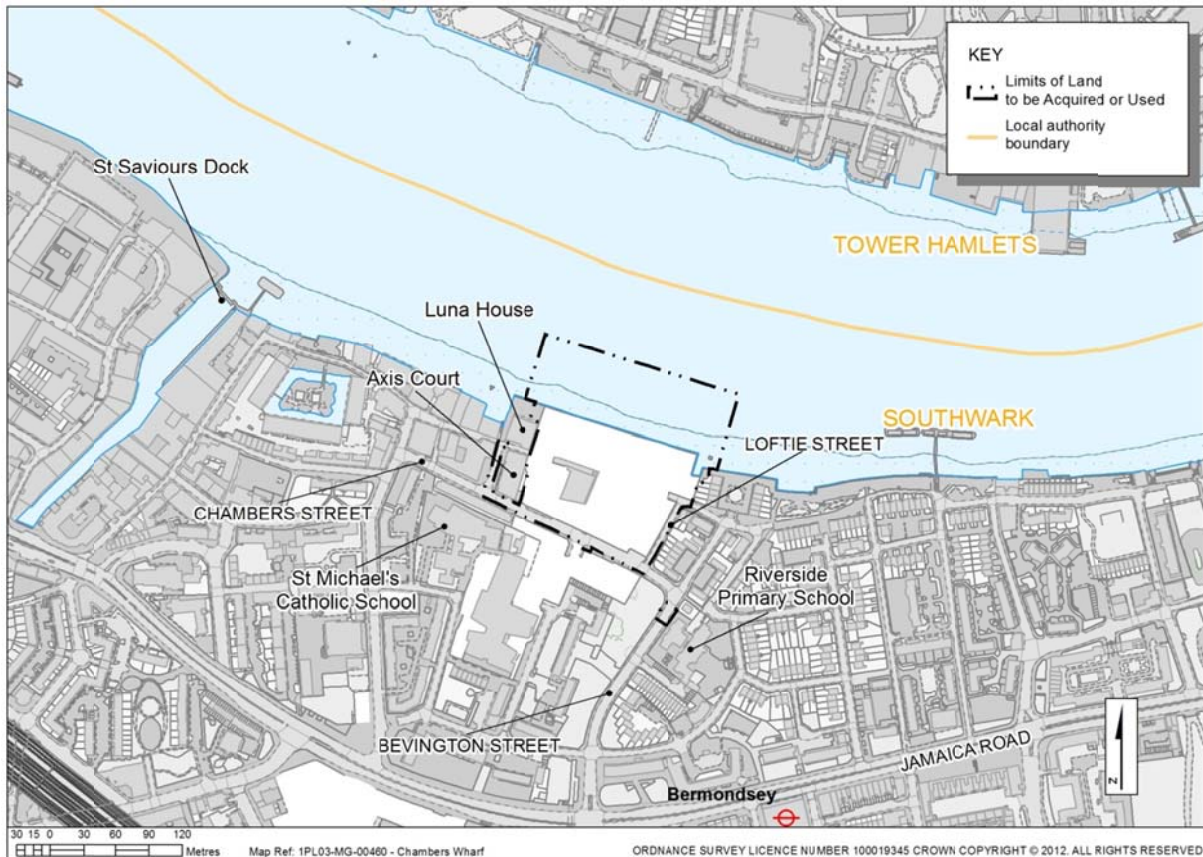 KEY
Limits of Land
to be Acquired or Used
Local authority
boundary
St Saviours Dock
TOWER HAMLETS
Luna House
Axis Court
SOUTHWARK
LOFTIE STREET
CHAMBERS STREET
St Michael's
Catholic School
Riverside
Primary School
BEVINGTON STREET
JAMAICA ROAD
Bermondsey
N
30 15 0 30 60 90 120
Metres
Map Ref: 1PL03-MG-00460 - Chambers Wharf
ORDNANCE SURVEY LICENCE NUMBER 100019345 CROWN COPYRIGHT © 2012. ALL RIGHTS RESERVED